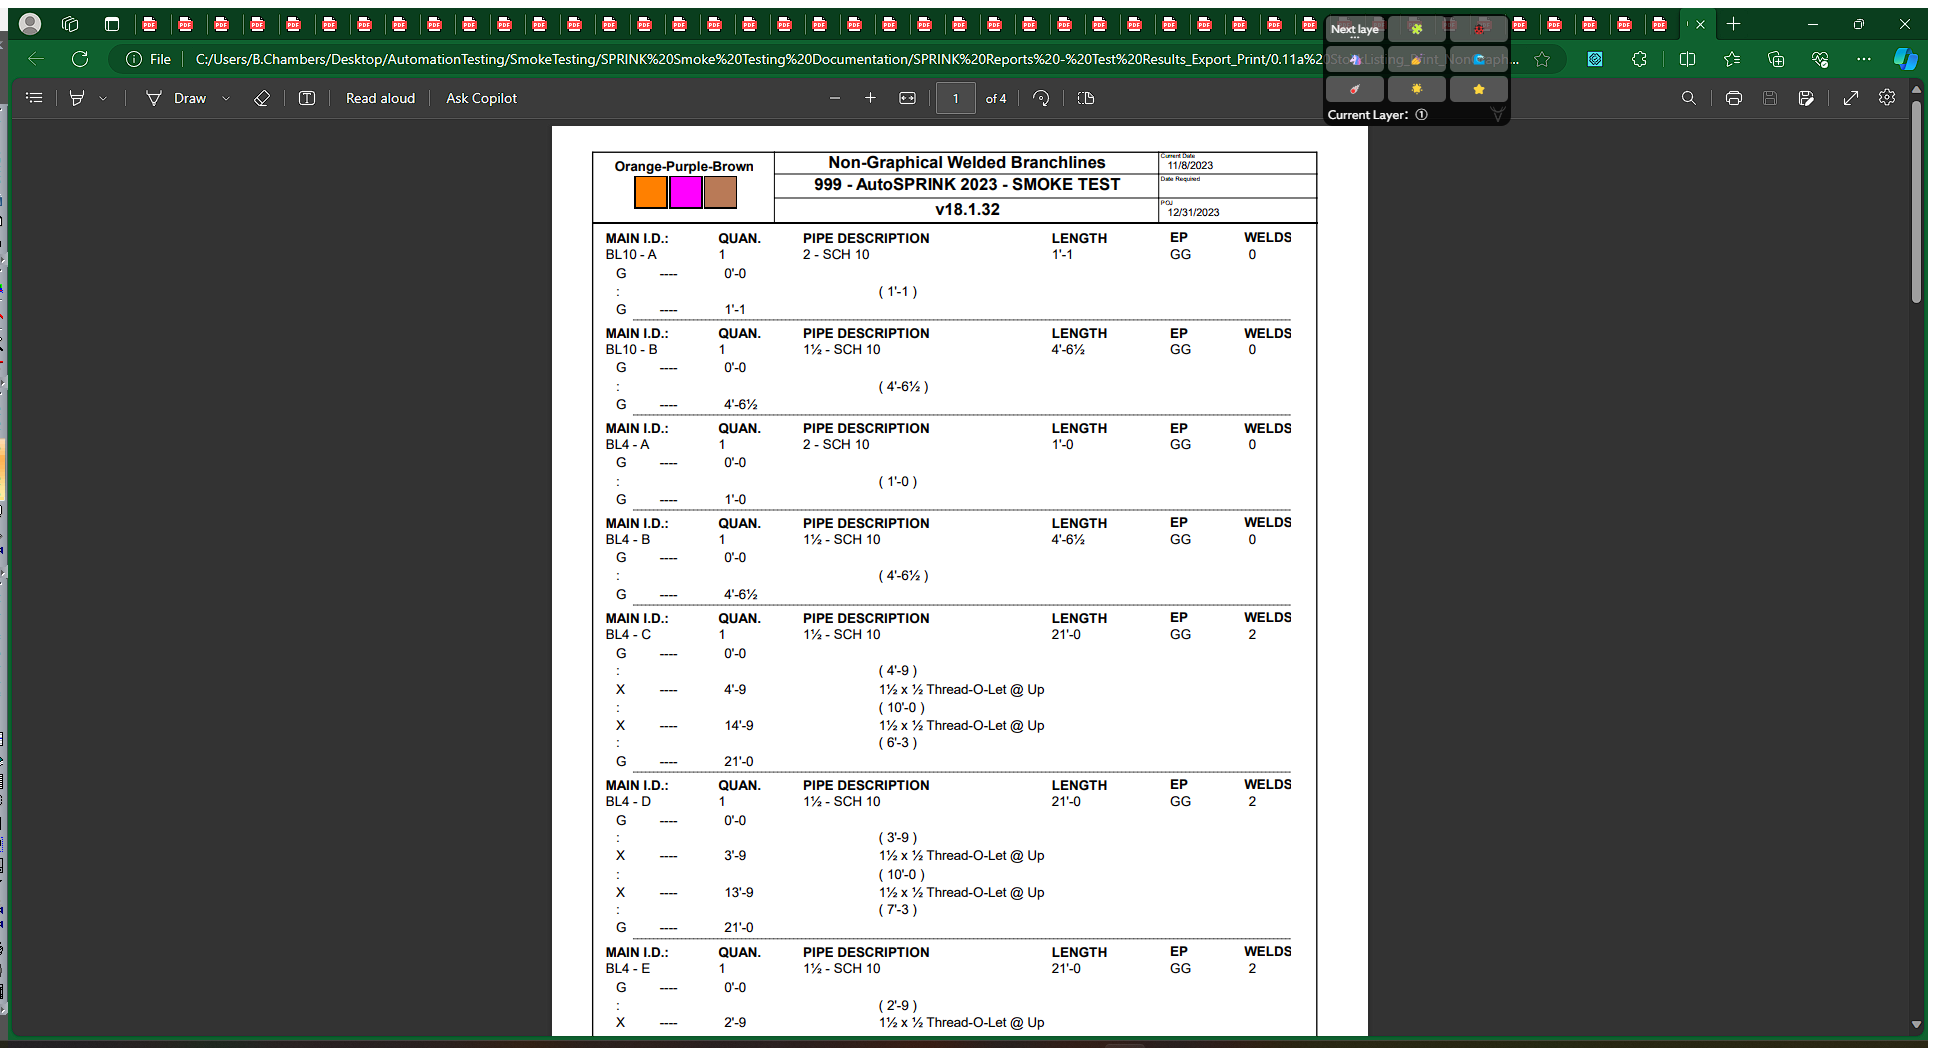 Next laye
File C:/Users/B.Chambers/Desktop/AutomationTesting/SmokeTesting/SPRINK%20Smoke%20Testing%20Documentation/SPRINK%20Reports%20-%20Test%20Results_Export_Print/0.11a%20
Draw Read aloud Ask Copilot 1 of 4
Current Layer: ①
Orange-Purple-Brown
Non-Graphical Welded Branchlines
999 - AutoSPRINK 2023 - SMOKE TEST
v18.1.32
Current Date
11/8/2023
Date Required
POJ
12/31/2023
MAIN I.D.: QUAN. PIPE DESCRIPTION LENGTH EP WELDS
BL10 - A 1 2 - SCH 10 1'-1 GG 0
G ---- 0'-0
: ( 1'-1 )
G ---- 1'-1
MAIN I.D.: QUAN. PIPE DESCRIPTION LENGTH EP WELDS
BL10 - B 1 1½ - SCH 10 4'-6½ GG 0
G ---- 0'-0
: ( 4'-6½ )
G ---- 4'-6½
MAIN I.D.: QUAN. PIPE DESCRIPTION LENGTH EP WELDS
BL4 - A 1 2 - SCH 10 1'-0 GG 0
G ---- 0'-0
: ( 1'-0 )
G ---- 1'-0
MAIN I.D.: QUAN. PIPE DESCRIPTION LENGTH EP WELDS
BL4 - B 1 1½ - SCH 10 4'-6½ GG 0
G ---- 0'-0
: ( 4'-6½ )
G ---- 4'-6½
MAIN I.D.: QUAN. PIPE DESCRIPTION LENGTH EP WELDS
BL4 - C 1 1½ - SCH 10 21'-0 GG 2
G ---- 0'-0
: ( 4'-9 )
X ---- 4'-9 1½ x ½ Thread-O-Let @ Up
: ( 10'-0 )
X ---- 14'-9 1½ x ½ Thread-O-Let @ Up
: ( 6'-3 )
G ---- 21'-0
MAIN I.D.: QUAN. PIPE DESCRIPTION LENGTH EP WELDS
BL4 - D 1 1½ - SCH 10 21'-0 GG 2
G ---- 0'-0
: ( 3'-9 )
X ---- 3'-9 1½ x ½ Thread-O-Let @ Up
: ( 10'-0 )
X ---- 13'-9 1½ x ½ Thread-O-Let @ Up
: ( 7'-3 )
G ---- 21'-0
MAIN I.D.: QUAN. PIPE DESCRIPTION LENGTH EP WELDS
BL4 - E 1 1½ - SCH 10 21'-0 GG 2
G ---- 0'-0
: ( 2'-9 )
X ---- 2'-9 1½ x ½ Thread-O-Let @ Up